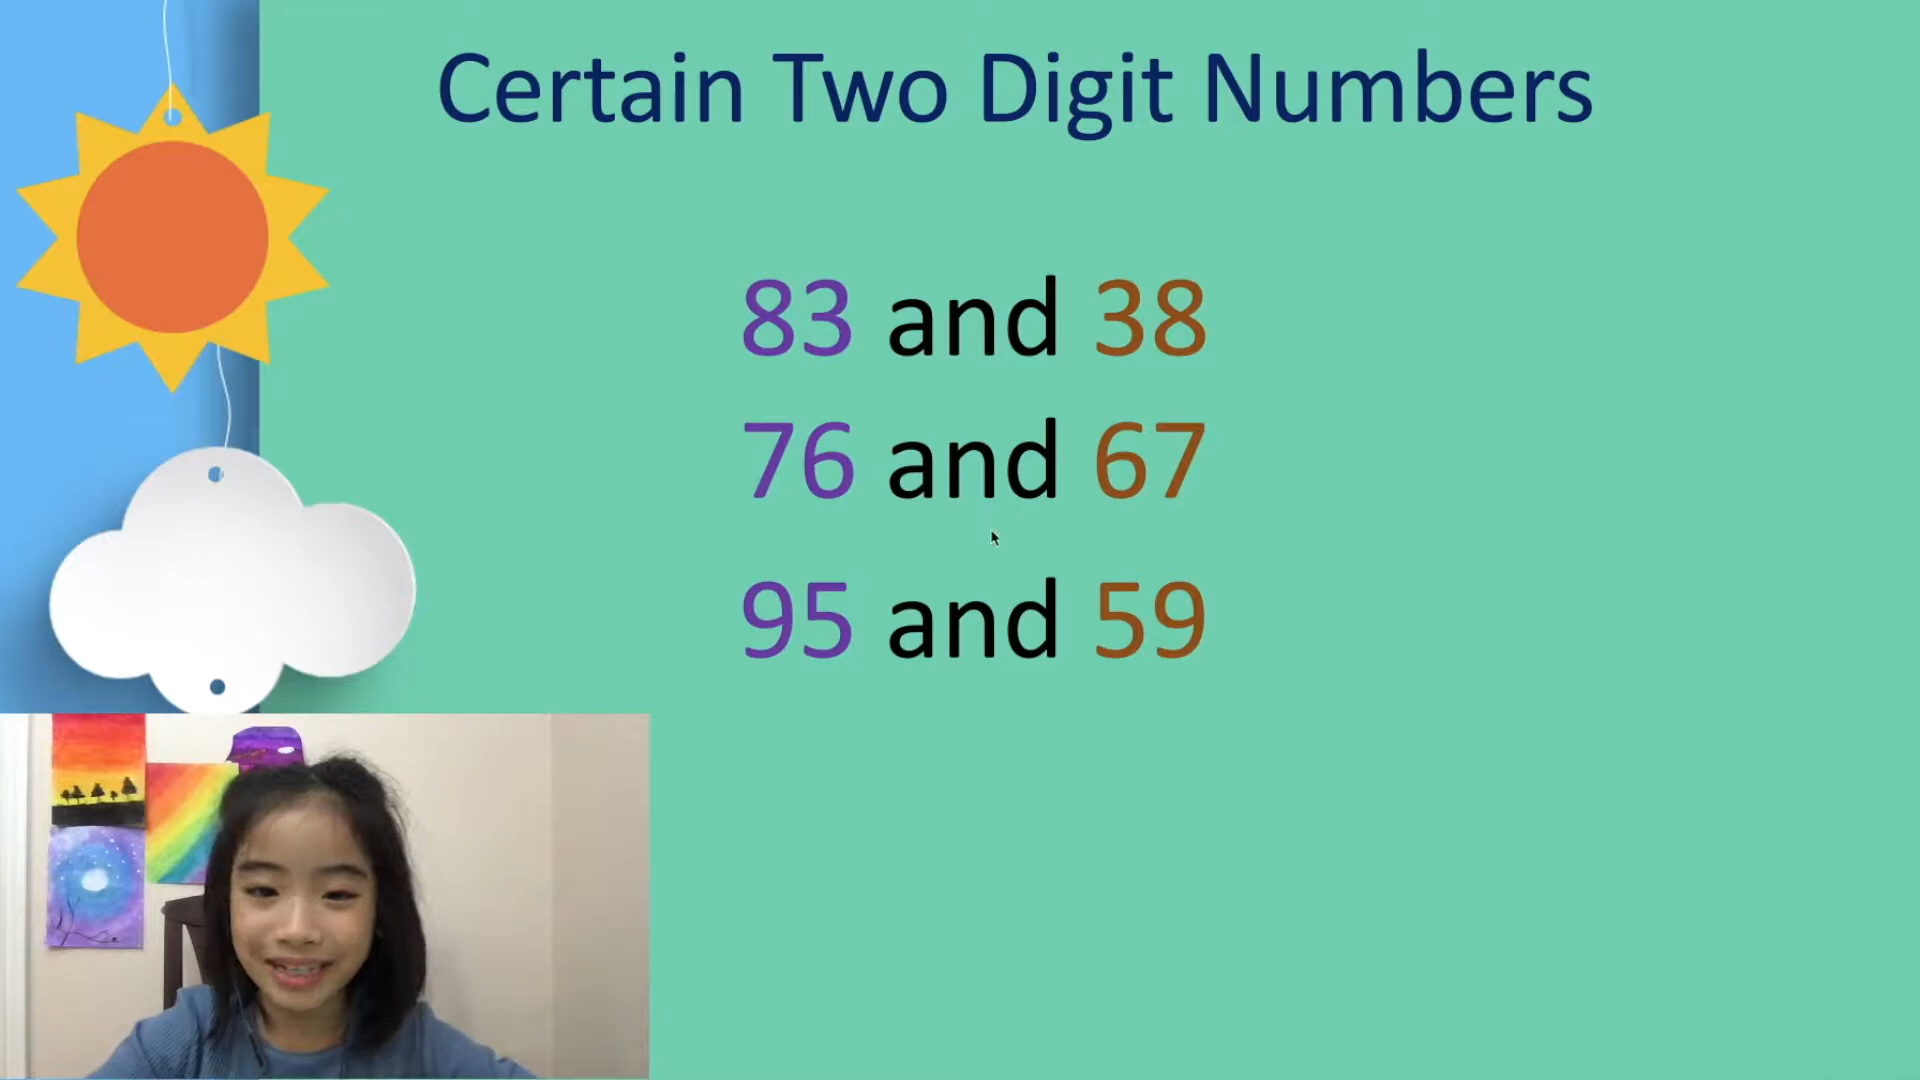 Certain Two Digit Numbers
83 and 38
76 and 67
95 and 59